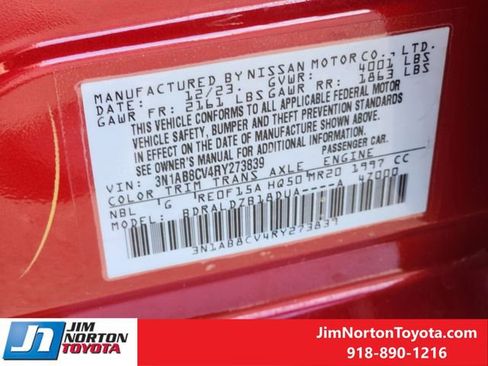 MANUFACTURED BY NISSAN MOTOR CO., LTD.
DATE: 12/23. GVWR: 4001 LBS
GAWR FR: 2161 LBS GAWR RR: 1863 LBS
THIS VEHICLE CONFORMS TO ALL APPLICABLE FEDERAL MOTOR
VEHICLE SAFETY, BUMPER AND THEFT PREVENTION STANDARDS
IN EFFECT ON THE DATE OF MANUFACTURE SHOWN ABOVE.
SEE OWNER'S MANUAL FOR ADDITIONAL INFORMATION.
VIN: 3N1AB8CV4RY273839 PASSENGER CAR.
COLOR TRIM TRANS AXLE ENGINE
NBL G RE0F15A HQ50 MR20 1997 CC
BDRALDZB18DUA----A 47000
3N1AB8CV4RY273839
JIM
NORTON
TOYOTA
JimNortonToyota.com
918-890-1216